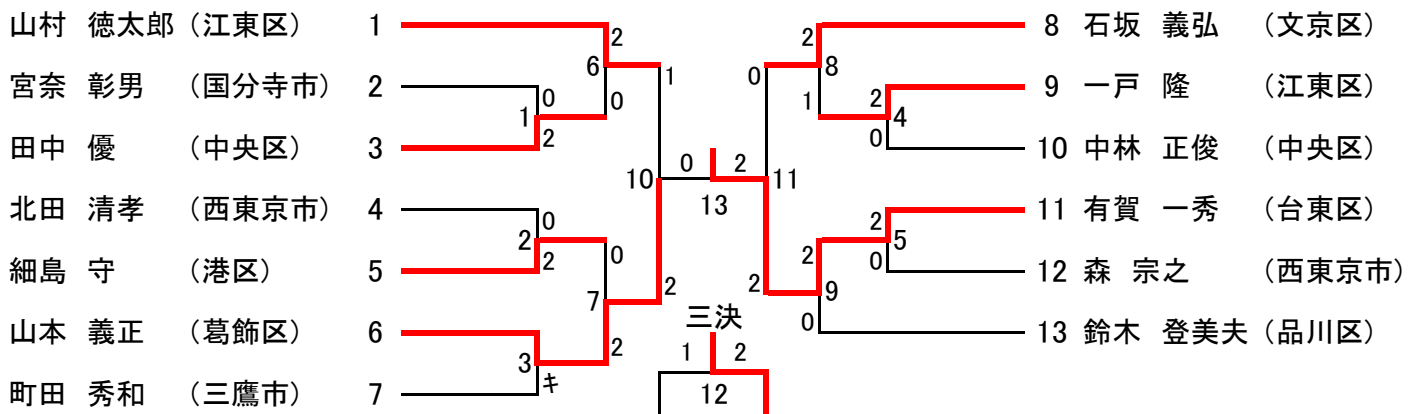 山村 徳太郎 (江東区) 1
宮奈 彰男 (国分寺市) 2
田中 優 (中央区) 3
北田 清孝 (西東京市) 4
細島 守 (港区) 5
山本 義正 (葛飾区) 6
町田 秀和 (三鷹市) 7
2
6
0
0
1
2
1
0
2
2
0
7
2
3
キ
10
2
0 2
13
三決
1 2
12
0
11
2
2
8
1
2
4
0
2
5
0
2
9
0
8 石坂 義弘 (文京区)
9 一戸 隆 (江東区)
10 中林 正俊 (中央区)
11 有賀 一秀 (台東区)
12 森 宗之 (西東京市)
13 鈴木 登美夫 (品川区)